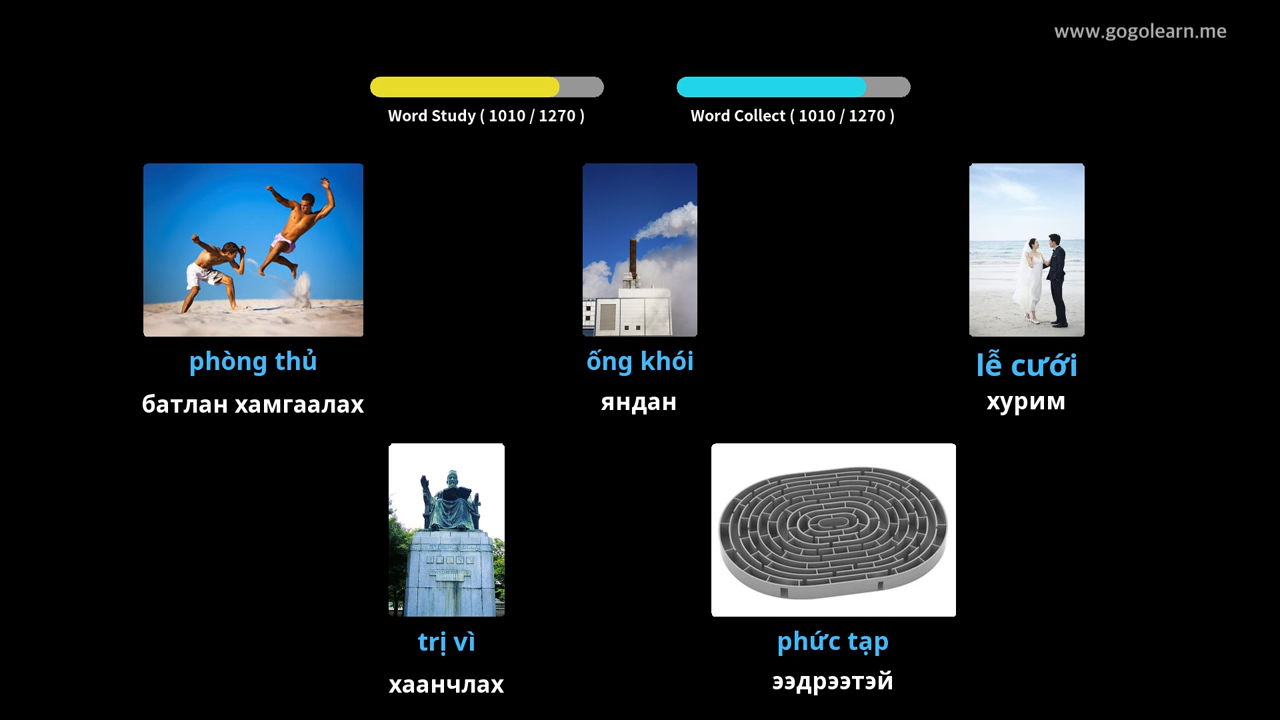 www.gogolearn.me
Word Study ( 1010 / 1270 )
Word Collect ( 1010 / 1270 )
phòng thủ
ống khói
lễ cưới
батлан хамгаалах
яндан
хурим
trị vì
phức tạp
хаанчлах
ээдрээтэй